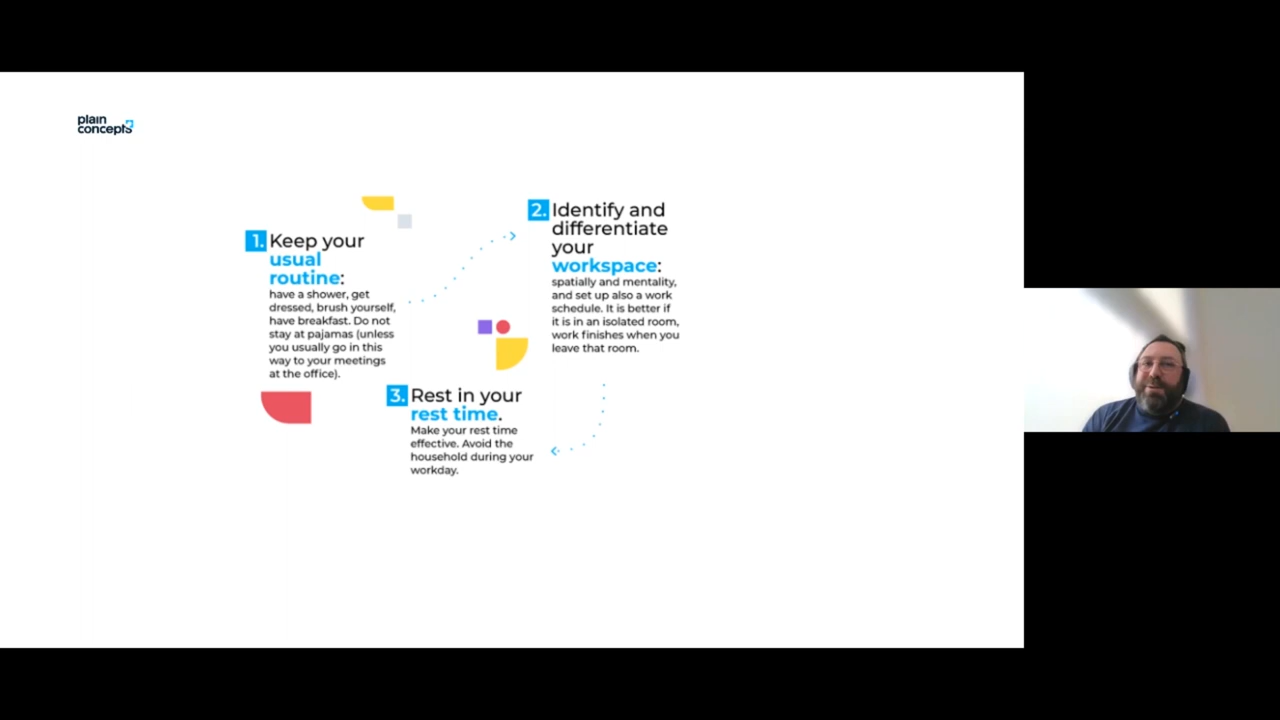 plain
concepts
1. Keep your
usual
routine:
have a shower, get
dressed, brush yourself,
have breakfast. Do not
stay at pajamas (unless
you usually go in this
way to your meetings
at the office).
2. Identify and
differentiate
your
workspace:
spatially and mentality,
and set up also a work
schedule. It is better if
it is in an isolated room,
work finishes when you
leave that room.
3. Rest in your
rest time.
Make your rest time
effective. Avoid the
household during your
workday.